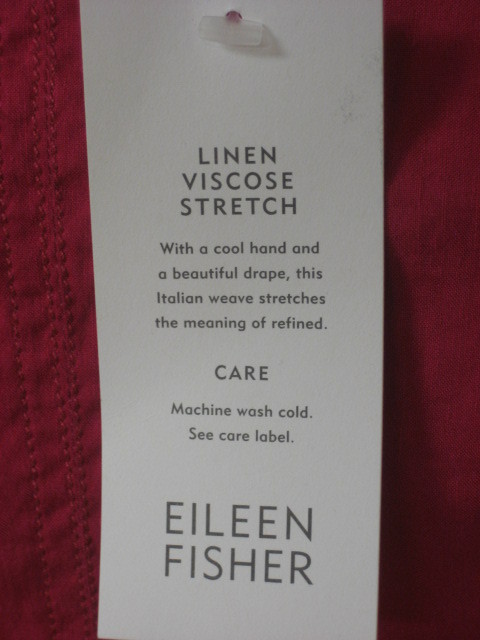 LINEN
VISCOSE
STRETCH
With a cool hand and
a beautiful drape, this
Italian weave stretches
the meaning of refined.
CARE
Machine wash cold.
See care label.
EILEEN
FISHER